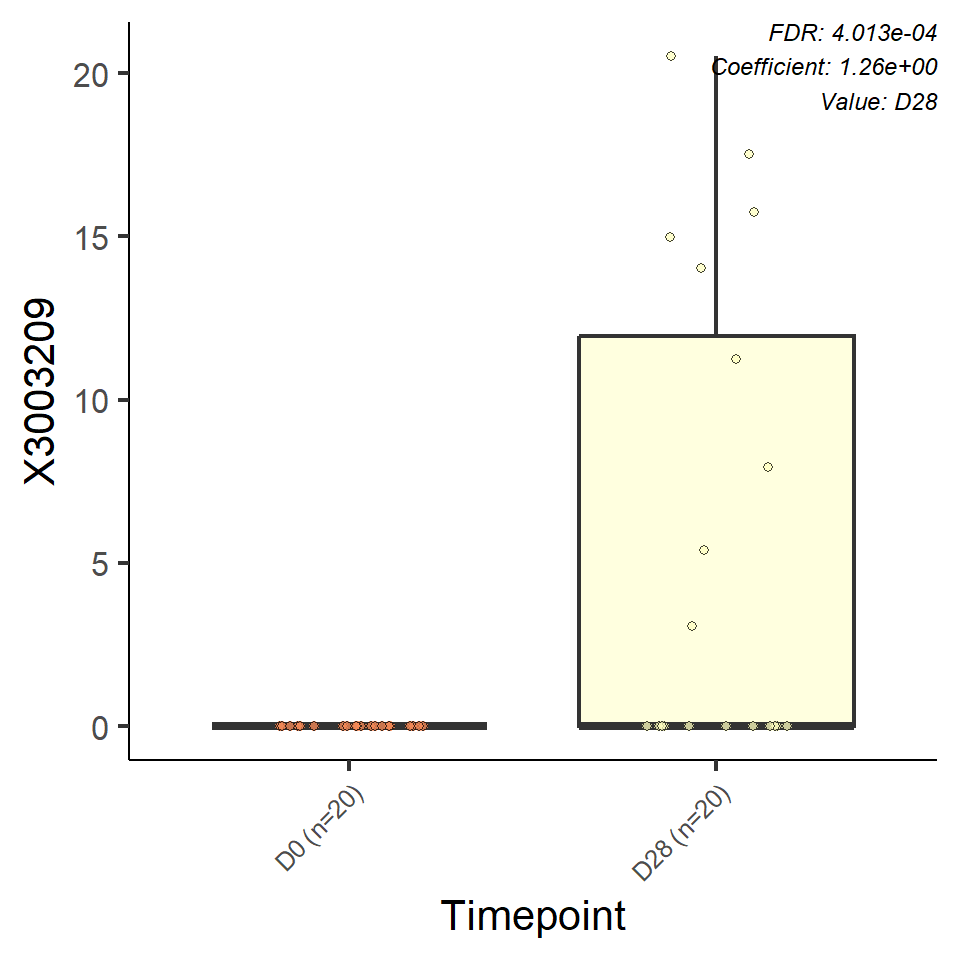 FDR: 4.013e-04
Coefficient: 1.26e+00
Value: D28
20
15
10
5
0
X3003209
D0 (n=20)
D28 (n=20)
Timepoint